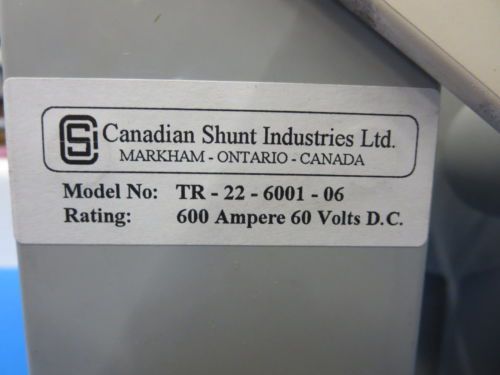 CSI Canadian Shunt Industries Ltd.
MARKHAM - ONTARIO - CANADA
Model No: TR - 22 - 6001 - 06
Rating: 600 Ampere 60 Volts D.C.